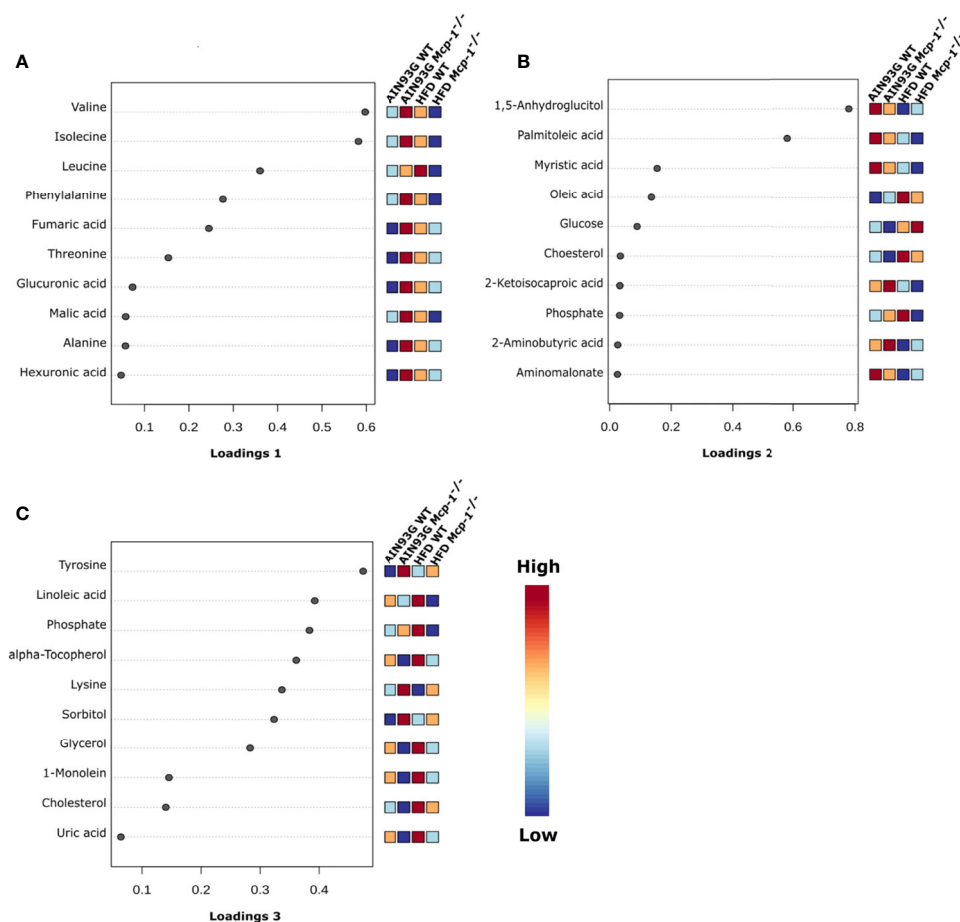 A
AIN93G WT
AIN93G Mcp-1-/-
HFD WT
HFD Mcp-1-/-
Valine
Isolecine
Leucine
Phenylalanine
Fumaric acid
Threonine
Glucuronic acid
Malic acid
Alanine
Hexuronic acid
0.1 0.2 0.3 0.4 0.5 0.6
Loadings 1
B
AIN93G WT
AIN93G Mcp-1-/-
HFD WT
HFD Mcp-1-/-
1,5-Anhydroglucitol
Palmitoleic acid
Myristic acid
Oleic acid
Glucose
Choesterol
2-Ketoisocaproic acid
Phosphate
2-Aminobutyric acid
Aminomalonate
0.0 0.2 0.4 0.6 0.8
Loadings 2
C
AIN93G WT
AIN93G Mcp-1-/-
HFD WT
HFD Mcp-1-/-
Tyrosine
Linoleic acid
Phosphate
alpha-Tocopherol
Lysine
Sorbitol
Glycerol
1-Monolein
Cholesterol
Uric acid
0.1 0.2 0.3 0.4
Loadings 3
High
Low